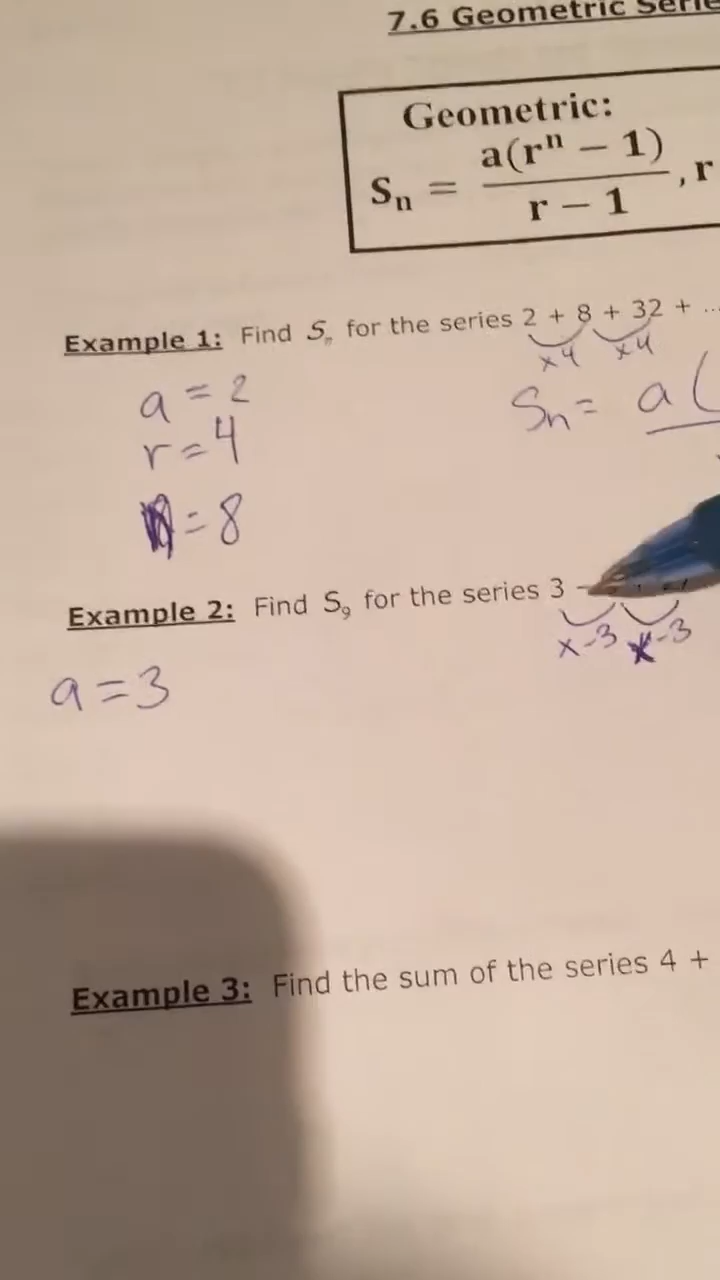 7.6 Geometric Serie
Geometric:
Sn = a(r^n − 1) / r − 1 , r
Example 1: Find S for the series 2 + 8 + 32 + ...
x4 x4
a = 2
r = 4
n = 8
Sn = a (
Example 2: Find S9 for the series 3 -
x-3 x-3
a = 3
Example 3: Find the sum of the series 4 +